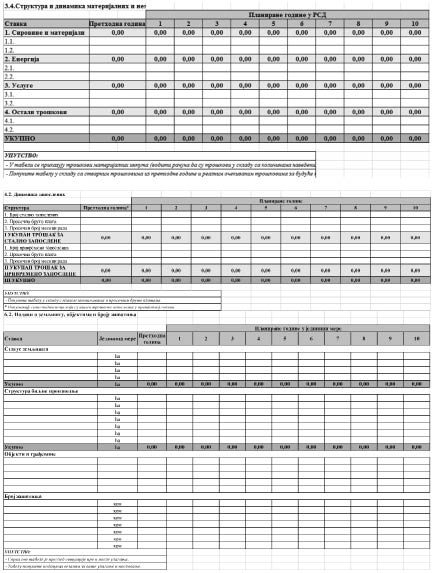 3.4.Структура и динамика материјалних и нем
Планиране године у РСД
Ставка Претходна година 1 2 3 4 5 6 7 8 9 10
1. Сировине и материјали 0,00 0,00 0,00 0,00 0,00 0,00 0,00 0,00 0,00 0,00 0,00
1.1.
1.2.
2. Енергија 0,00 0,00 0,00 0,00 0,00 0,00 0,00 0,00 0,00 0,00 0,00
2.1.
2.2.
3. Услуге 0,00 0,00 0,00 0,00 0,00 0,00 0,00 0,00 0,00 0,00 0,00
3.1.
3.2.
4. Остали трошкови 0,00 0,00 0,00 0,00 0,00 0,00 0,00 0,00 0,00 0,00 0,00
4.1.
4.2.
УКУПНО 0,00 0,00 0,00 0,00 0,00 0,00 0,00 0,00 0,00 0,00 0,00
УПУТСТВО:
- У табели се приказују трошкови материјалних инпута (водити рачуна да су трошкови у складу са количинама наведени
- Попунити табелу у складу са стварним трошковима из претходне године и реалним очекиваним трошковима за будуће
4.2. Динамика запослених
Планиране године
Структура Претходна година* 1 2 3 4 5 6 7 8 9 10
1. Број стално запослених
2. Просечна бруто плата
3. Просечан број месеци рада
I УКУПАН ТРОШАК ЗА СТАЛНО ЗАПОСЛЕНЕ 0,00 0,00 0,00 0,00 0,00 0,00 0,00 0,00 0,00 0,00 0,00
1. Број привремено запослених
2. Просечна бруто плата
3. Просечан број месеци рада
II УКУПАН ТРОШАК ЗА ПРИВРЕМЕНО ЗАПОСЛЕНЕ 0,00 0,00 0,00 0,00 0,00 0,00 0,00 0,00 0,00 0,00 0,00
III УКУПНО 0,00 0,00 0,00 0,00 0,00 0,00 0,00 0,00 0,00 0,00 0,00
УПУТСТВО:
6.2. Подаци о земљишту, објектима и броју животиња
Планиране године у јединици мере
Ставка Јединица мере Претходна година 1 2 3 4 5 6 7 8 9 10
Статус земљишта
ha
ha
ha
Укупно ha 0,00 0,00 0,00 0,00 0,00 0,00 0,00 0,00 0,00 0,00 0,00
Структура биљне производње
ha
ha
ha
ha
ha
ha
ha
Укупно ha 0,00 0,00 0,00 0,00 0,00 0,00 0,00 0,00 0,00 0,00 0,00
Објекти и грађевине
Број животиња
грло
грло
грло
грло
грло
грло
грло
УПУТСТВО: